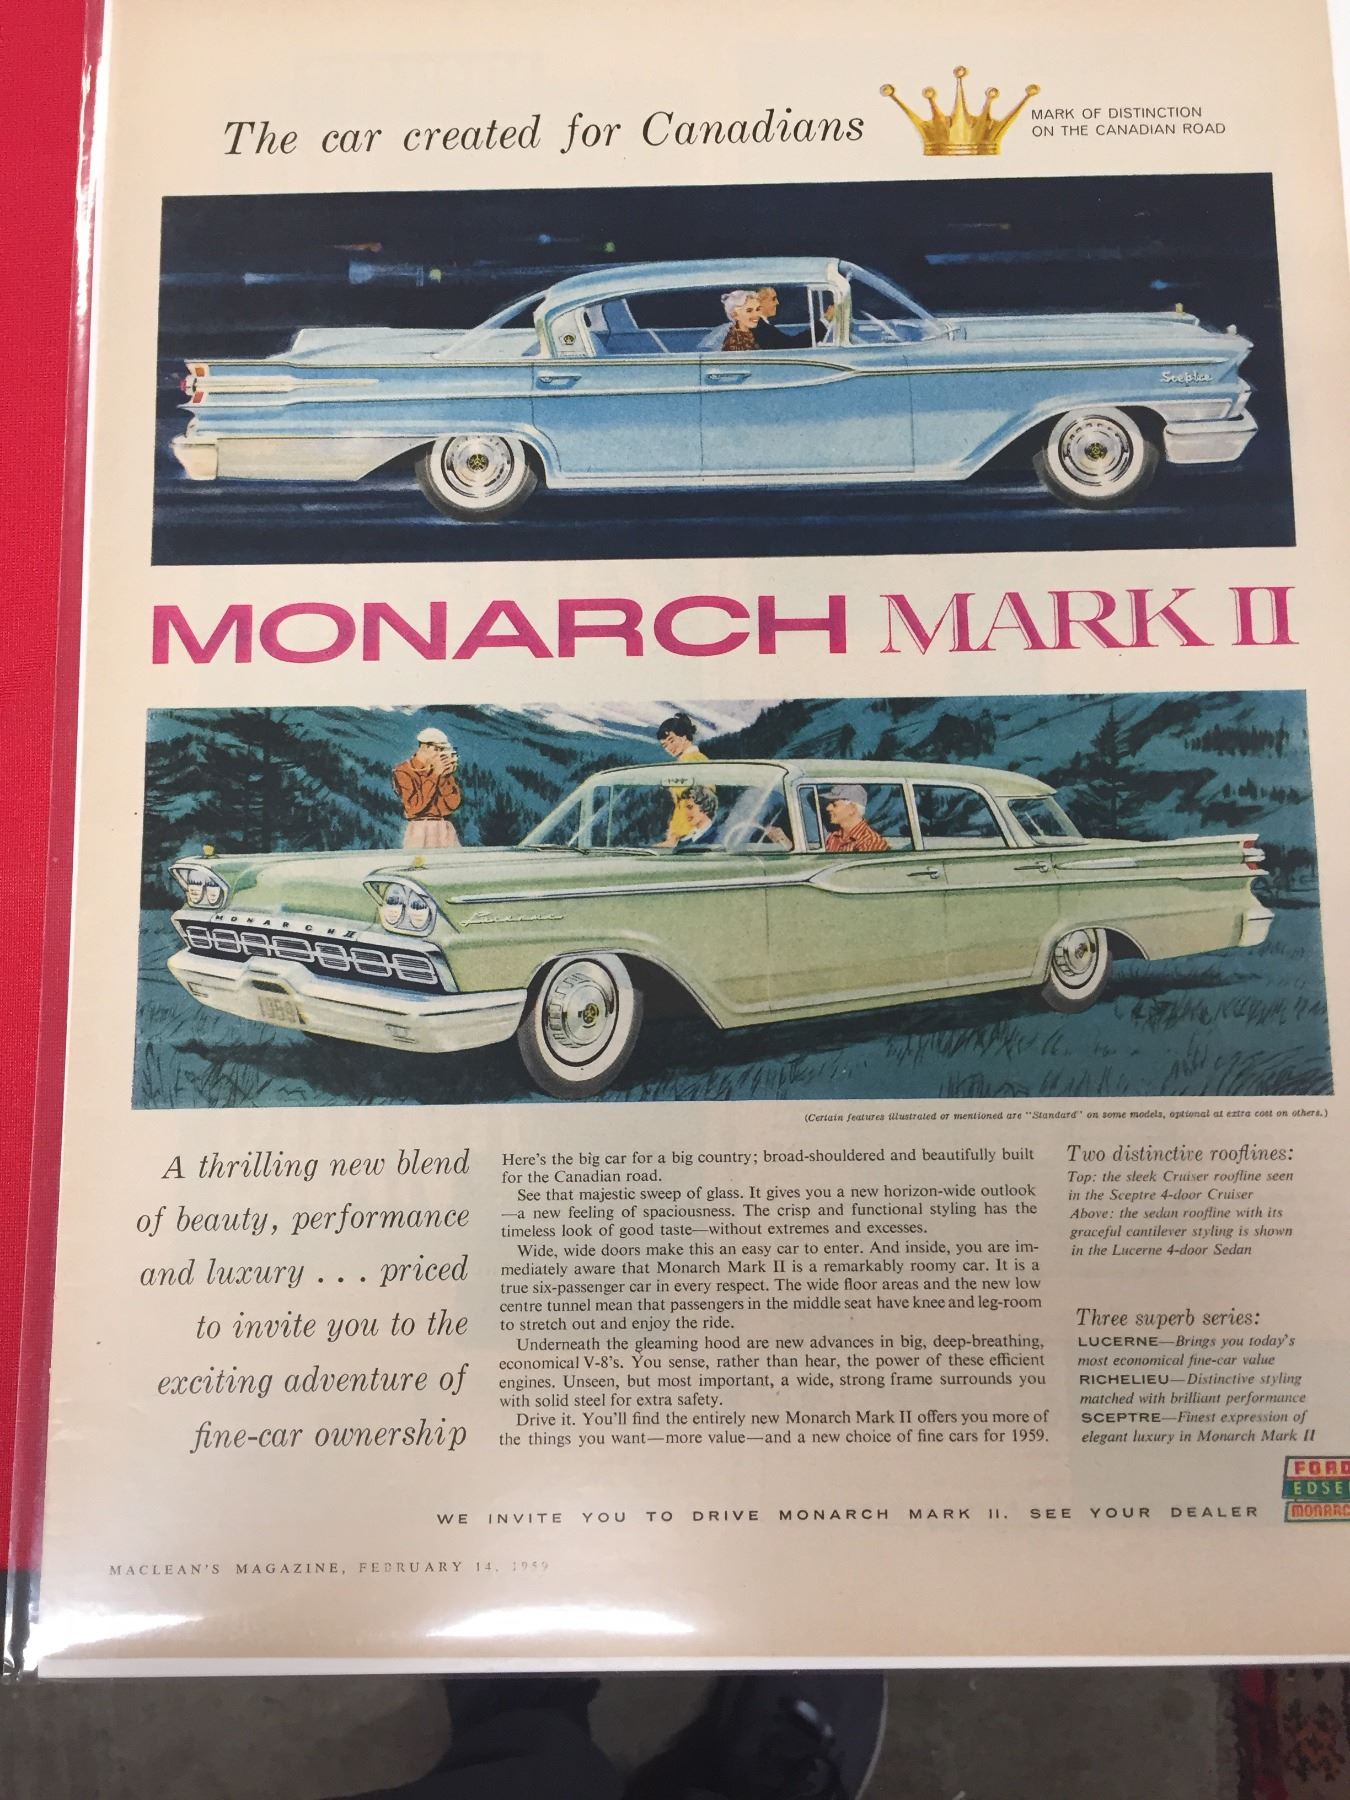 The car created for Canadians
MARK OF DISTINCTION
ON THE CANADIAN ROAD
Sceptre
MONARCH MARK II
MONARCH II
Lucerne
1959
(Certain features illustrated or mentioned are "Standard" on some models, optional at extra cost on others.)
A thrilling new blend
of beauty, performance
and luxury . . . priced
to invite you to the
exciting adventure of
fine-car ownership
Here's the big car for a big country; broad-shouldered and beautifully built
for the Canadian road.
See that majestic sweep of glass. It gives you a new horizon-wide outlook
—a new feeling of spaciousness. The crisp and functional styling has the
timeless look of good taste—without extremes and excesses.
Wide, wide doors make this an easy car to enter. And inside, you are im-
mediately aware that Monarch Mark II is a remarkably roomy car. It is a
true six-passenger car in every respect. The wide floor areas and the new low
centre tunnel mean that passengers in the middle seat have knee and leg-room
to stretch out and enjoy the ride.
Underneath the gleaming hood are new advances in big, deep-breathing,
economical V-8's. You sense, rather than hear, the power of these efficient
engines. Unseen, but most important, a wide, strong frame surrounds you
with solid steel for extra safety.
Drive it. You'll find the entirely new Monarch Mark II offers you more of
the things you want—more value—and a new choice of fine cars for 1959.
Two distinctive rooflines:
Top: the sleek Cruiser roofline seen
in the Sceptre 4-door Cruiser
Above: the sedan roofline with its
graceful cantilever styling is shown
in the Lucerne 4-door Sedan
Three superb series:
LUCERNE—Brings you today's
most economical fine-car value
RICHELIEU—Distinctive styling
matched with brilliant performance
SCEPTRE—Finest expression of
elegant luxury in Monarch Mark II
WE INVITE YOU TO DRIVE MONARCH MARK II. SEE YOUR DEALER
FORD
EDSE
MONARC
MACLEAN'S MAGAZINE, FEBRUARY 14, 1959